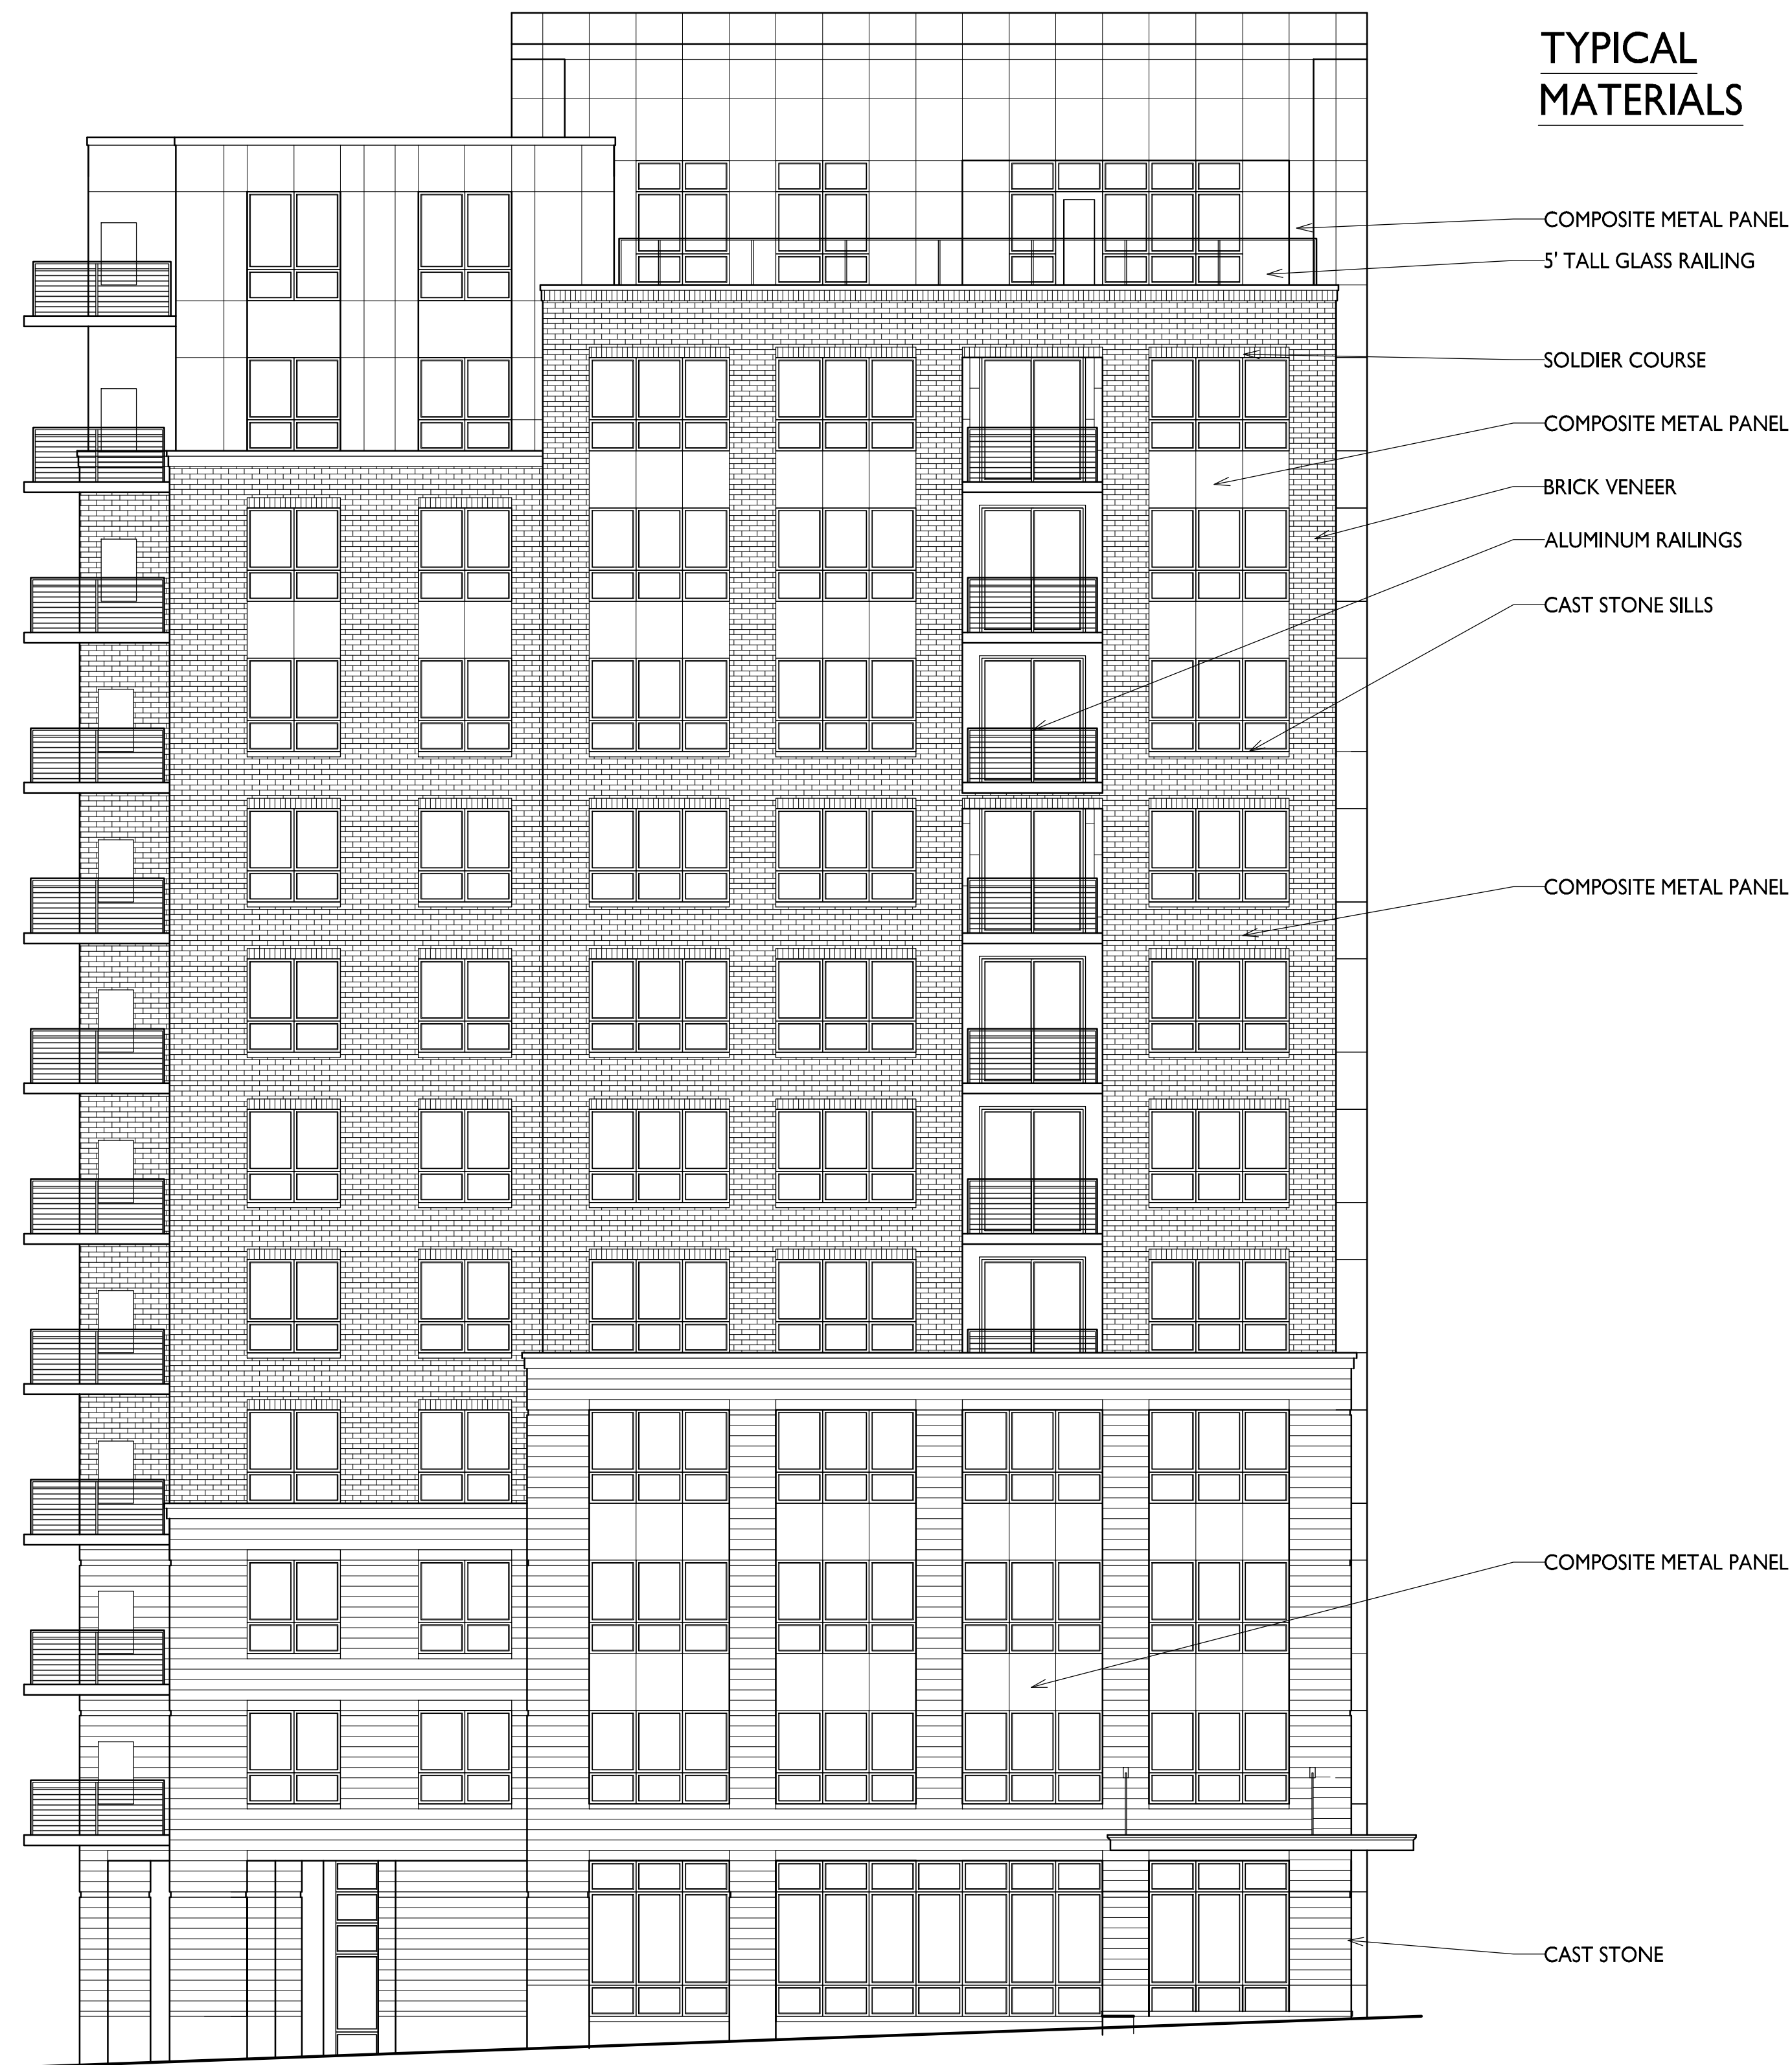 TYPICAL
MATERIALS
COMPOSITE METAL PANEL
5' TALL GLASS RAILING
SOLDIER COURSE
COMPOSITE METAL PANEL
BRICK VENEER
ALUMINUM RAILINGS
CAST STONE SILLS
COMPOSITE METAL PANEL
COMPOSITE METAL PANEL
CAST STONE